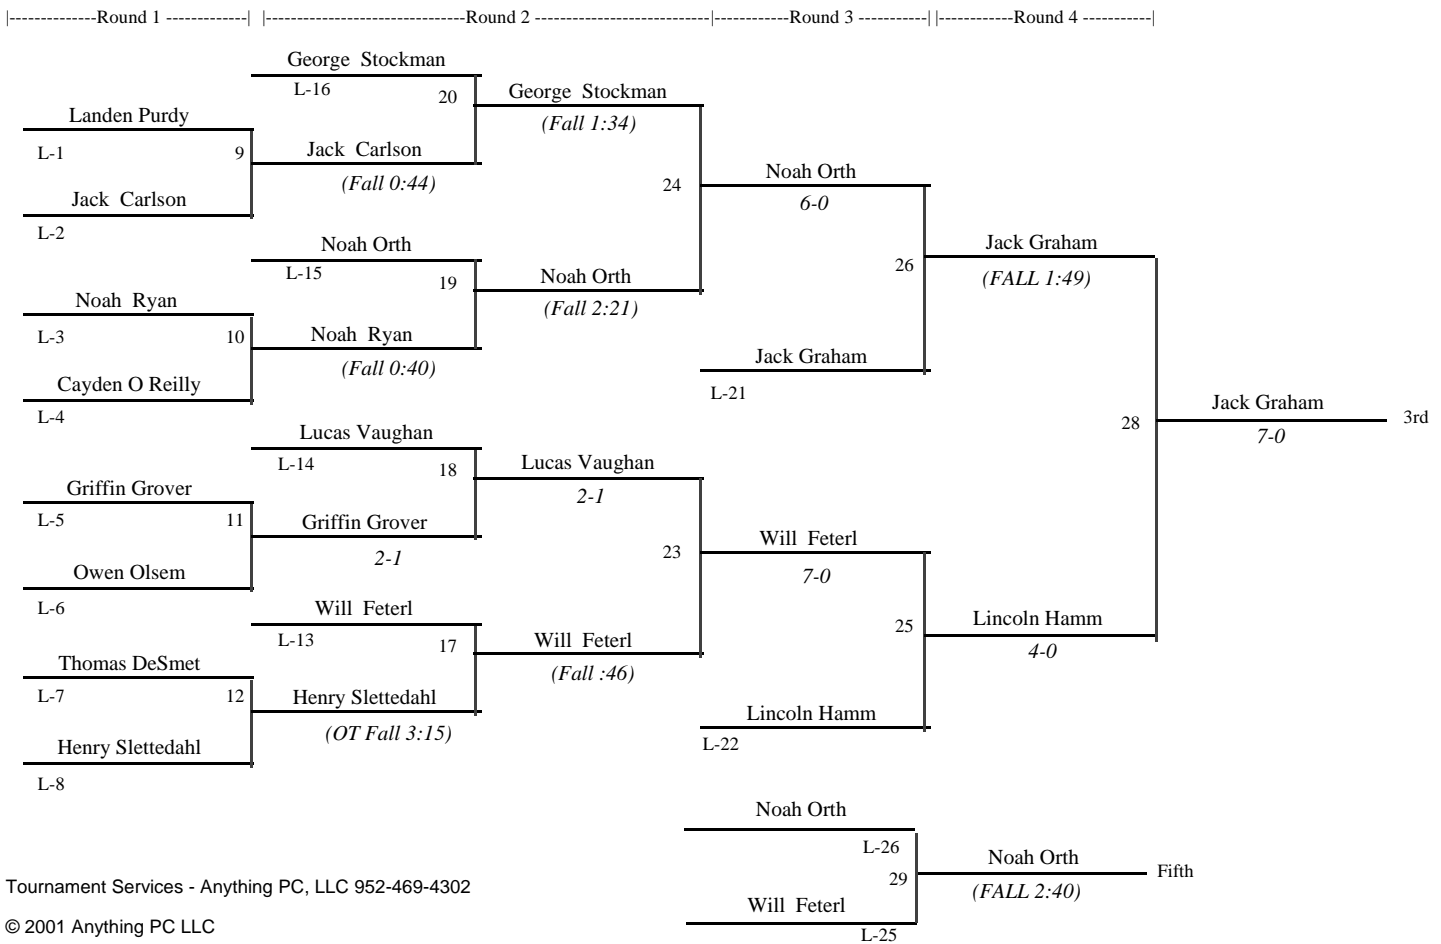 |--------------Round 1 -------------| |-----------------------------Round 2 -------------------------|-----------Round 3 ----------| |-----------Round 4 ----------|
George  Stockman
L-16
20
George  Stockman
(Fall 1:34)
Landen Purdy
L-1
9
Jack  Carlson
(Fall 0:44)
Jack  Carlson
L-2
24
Noah Orth
6-0
Noah Orth
L-15
19
Noah Orth
(Fall 2:21)
26
Jack Graham
(FALL 1:49)
Noah  Ryan
L-3
10
Noah  Ryan
(Fall 0:40)
Cayden O Reilly
L-4
Jack Graham
L-21
28
Jack Graham
7-0
3rd
Lucas Vaughan
L-14
18
Lucas Vaughan
2-1
Griffin Grover
L-5
11
Griffin Grover
2-1
Owen Olsem
L-6
23
Will  Feterl
7-0
Will  Feterl
L-13
17
Will  Feterl
(Fall :46)
25
Lincoln Hamm
4-0
Thomas DeSmet
L-7
12
Henry Slettedahl
(OT Fall 3:15)
Henry Slettedahl
L-8
Lincoln Hamm
L-22
Noah Orth
L-26
29
Noah Orth
(FALL 2:40)
Fifth
Will  Feterl
L-25
Tournament Services - Anything PC, LLC 952-469-4302
© 2001 Anything PC LLC